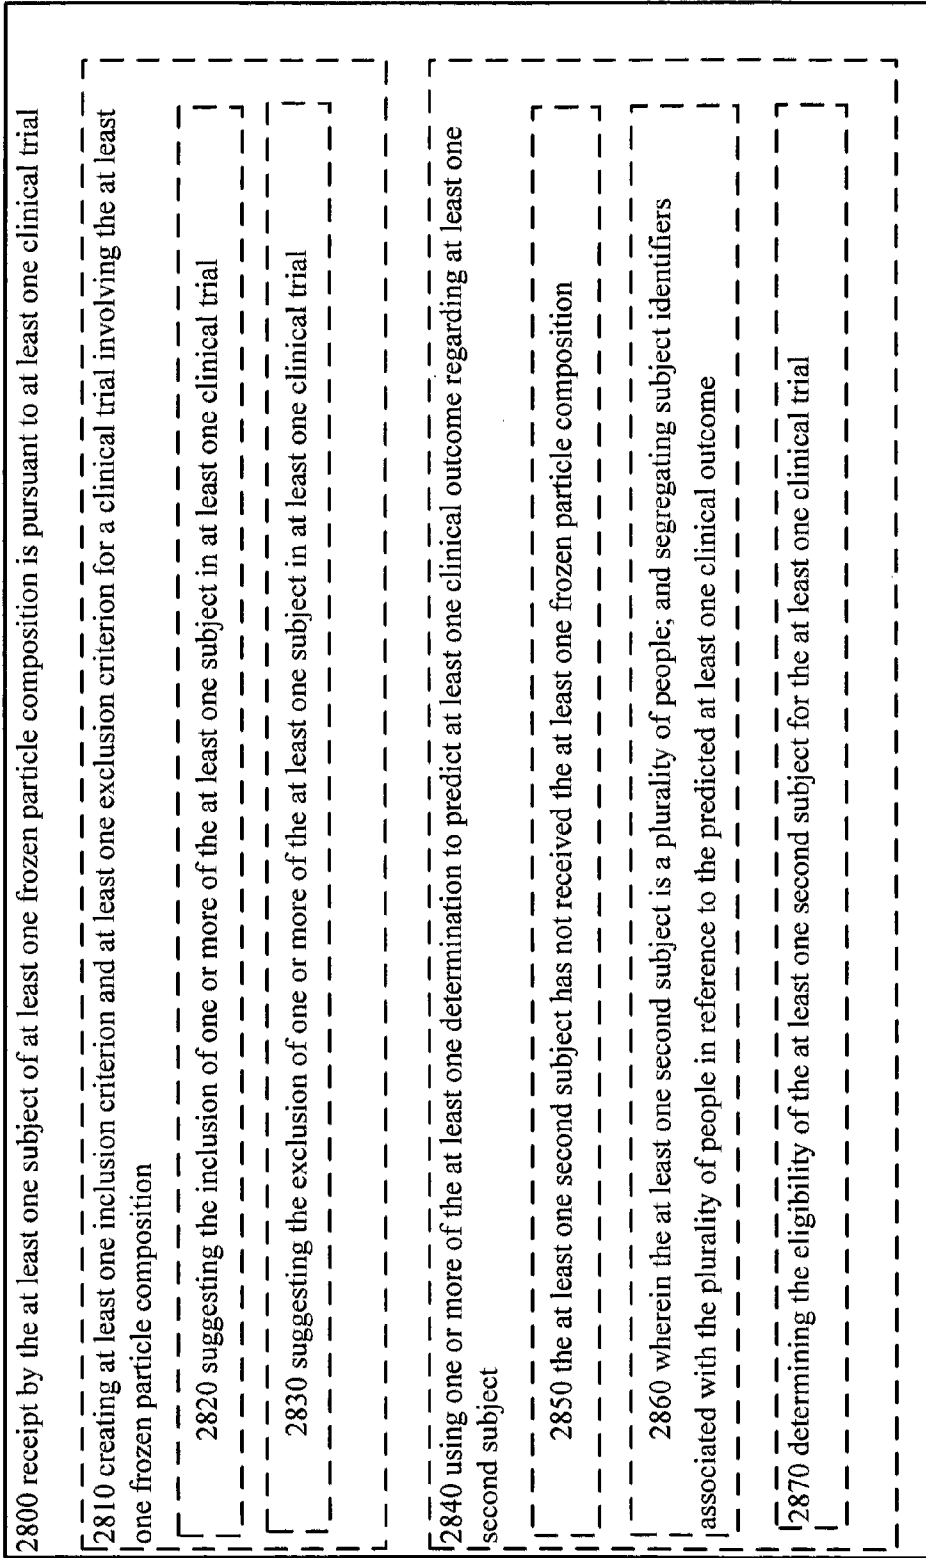 2800 receipt by the at least one subject of at least one frozen particle composition is pursuant to at least one clinical trial
2810 creating at least one inclusion criterion and at least one exclusion criterion for a clinical trial involving the at least
one frozen particle composition
2820 suggesting the inclusion of one or more of the at least one subject in at least one clinical trial
2830 suggesting the exclusion of one or more of the at least one subject in at least one clinical trial
2840 using one or more of the at least one determination to predict at least one clinical outcome regarding at least one
second subject
2850 the at least one second subject has not received the at least one frozen particle composition
2860 wherein the at least one second subject is a plurality of people; and segregating subject identifiers
associated with the plurality of people in reference to the predicted at least one clinical outcome
2870 determining the eligibility of the at least one second subject for the at least one clinical trial